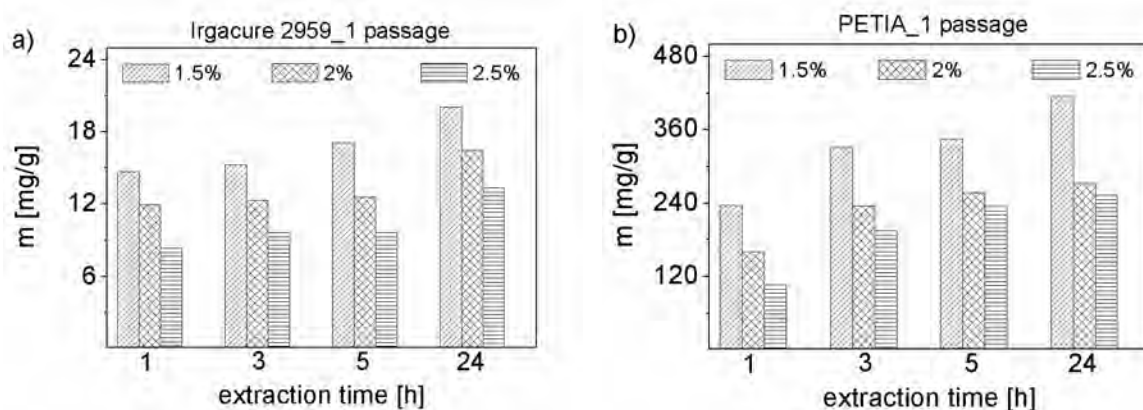 a)
Irgacure 2959_1 passage
1.5%
2%
2.5%
24
18
12
6
m [mg/g]
1
3
5
24
extraction time [h]
b)
PETIA_1 passage
1.5%
2%
2.5%
480
360
240
120
m [mg/g]
1
3
5
24
extraction time [h]